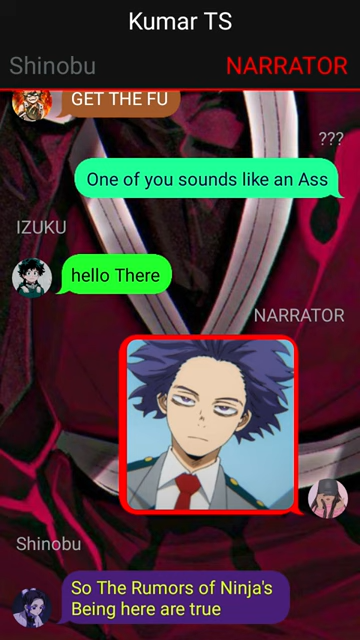 Kumar TS
Shinobu
NARRATOR
GET THE FU
???
One of you sounds like an Ass
IZUKU
hello There
NARRATOR
Shinobu
So The Rumors of Ninja's
Being here are true